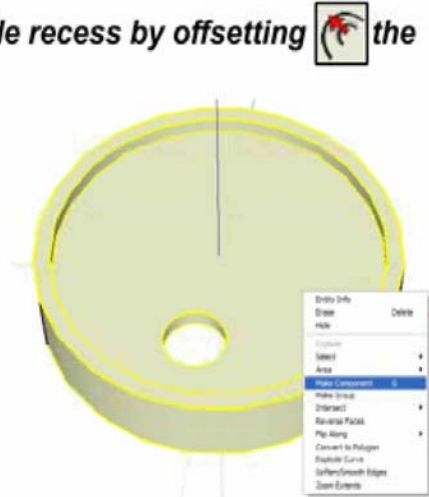 le recess by offsetting the
Entity Info
Erase Delete
Hide
Explode
Select
Area
Make Component G
Make Group
Intersect
Reverse Faces
Flip Along
Convert to Polygon
Explode Curve
Soften/Smooth Edges
Zoom Extents